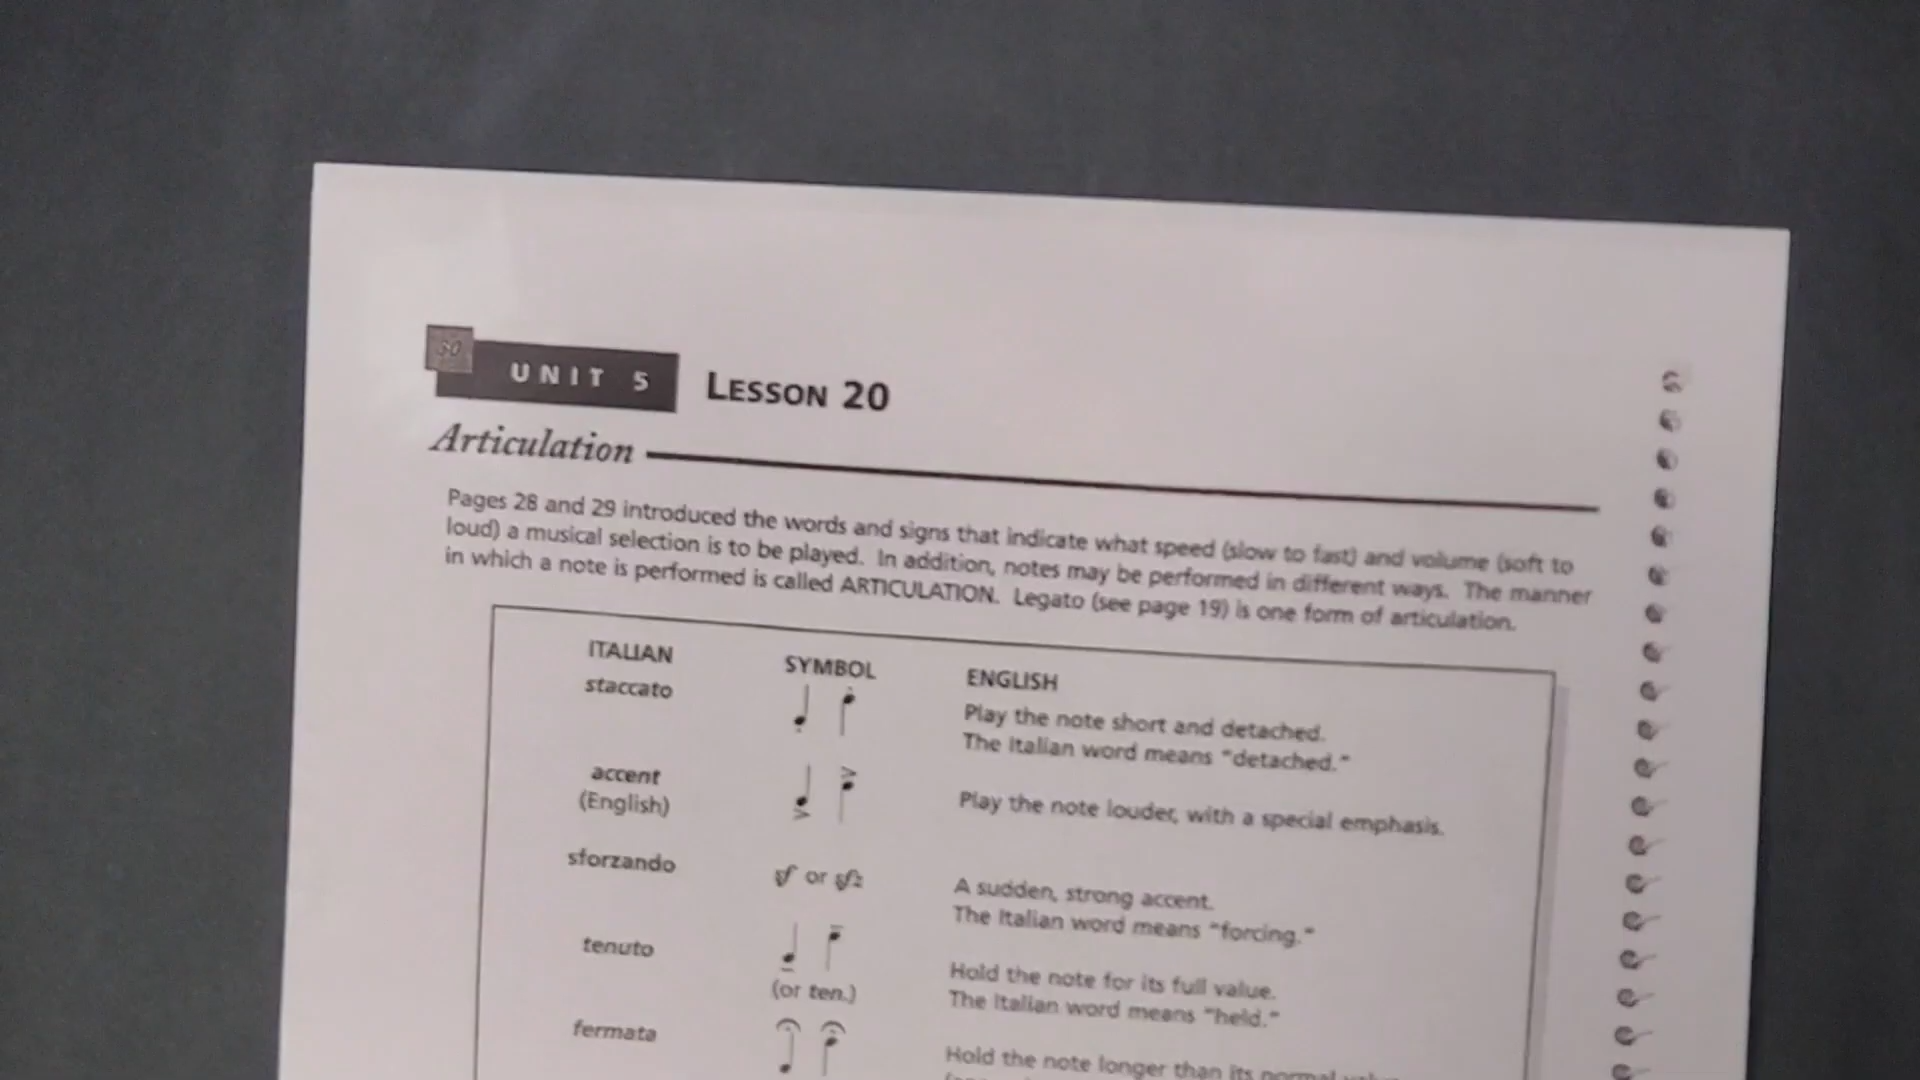 30
UNIT 5 LESSON 20
Articulation
Pages 28 and 29 introduced the words and signs that indicate what speed (slow to fast) and volume (soft to
loud) a musical selection is to be played. In addition, notes may be performed in different ways. The manner
in which a note is performed is called ARTICULATION. Legato (see page 19) is one form of articulation.
ITALIAN SYMBOL ENGLISH
staccato Play the note short and detached.
The Italian word means "detached."
accent
(English) Play the note louder, with a special emphasis.
sforzando sf or sfz A sudden, strong accent.
The Italian word means "forcing."
tenuto (or ten.) Hold the note for its full value.
The Italian word means "held."
fermata Hold the note longer than its normal